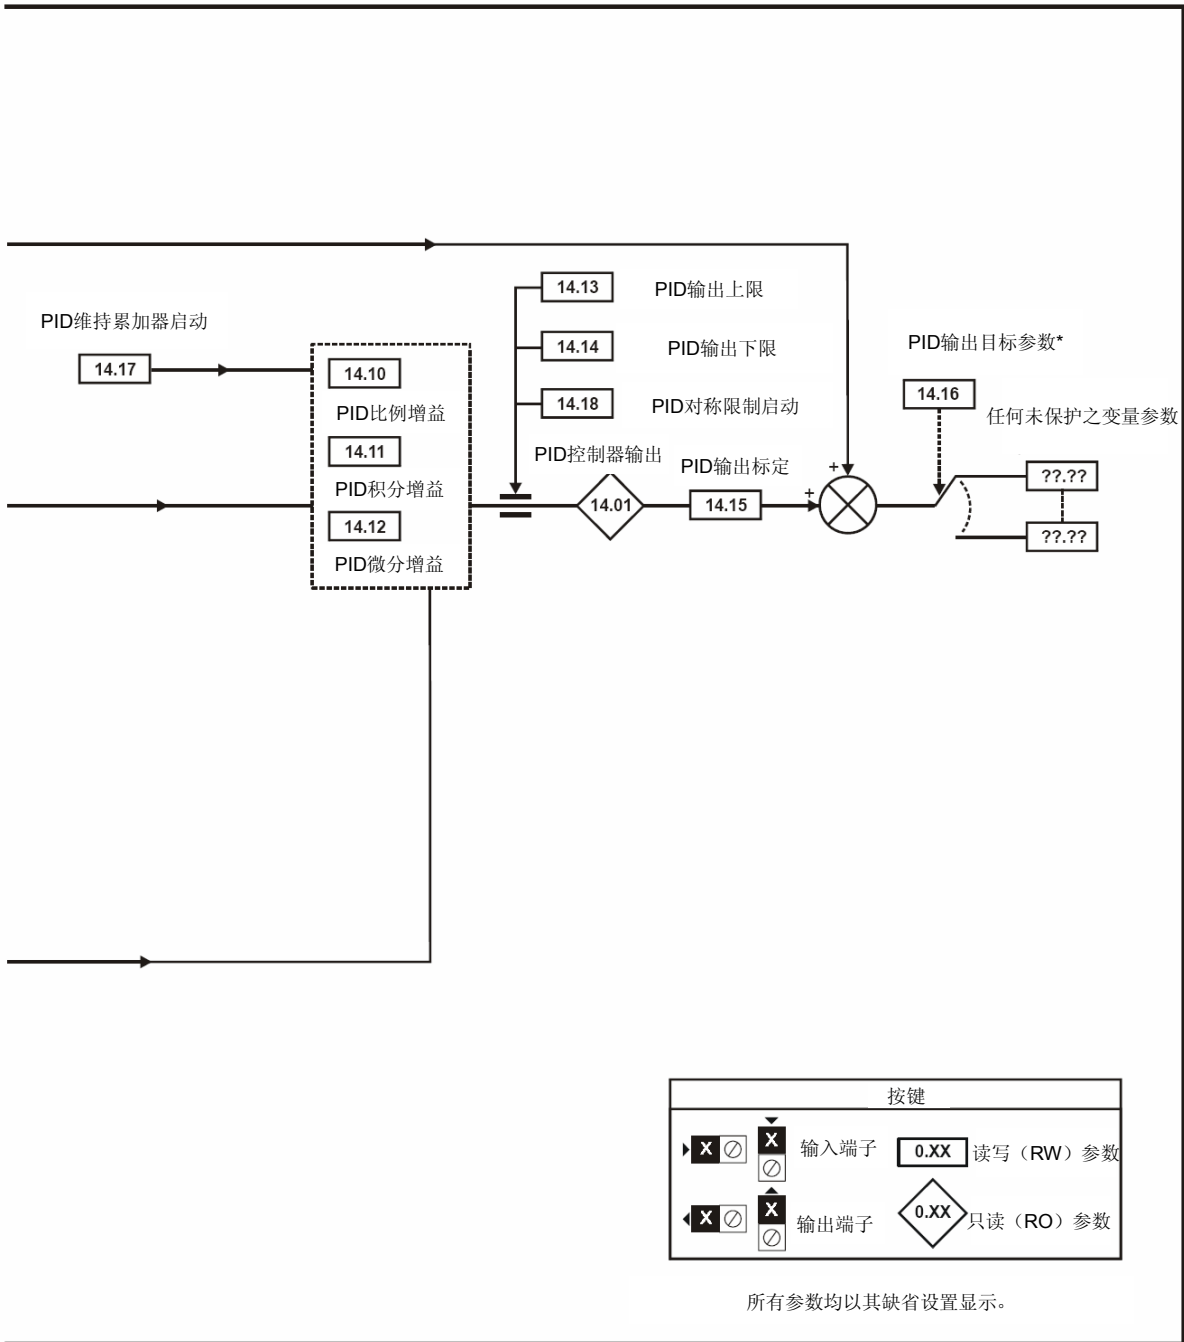 14.13 PID输出上限
PID维持累加器启动
14.17
14.14 PID输出下限
PID输出目标参数*
14.10
PID比例增益
14.18 PID对称限制启动
14.16
任何未保护之变量参数
14.11
PID积分增益
PID控制器输出
PID输出标定
+
+
??.??
14.12
PID微分增益
14.01
14.15
??.??
按键
X X 输入端子 0.XX 读写（RW）参数
X X 输出端子 0.XX 只读（RO）参数
所有参数均以其缺省设置显示。